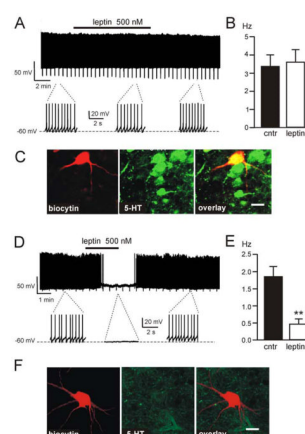 A
leptin 500 nM
50 mV
2 min
20 mV
2 s
-60 mV
B
Hz
5
4
3
2
1
0
cntr leptin
C
biocytin
5-HT
overlay
D
leptin 500 nM
50 mV
1 min
20 mV
2 s
-60 mV
E
Hz
2.5
2.0
1.5
1.0
0.5
0.0
**
cntr leptin
F
biocytin
5-HT
overlay